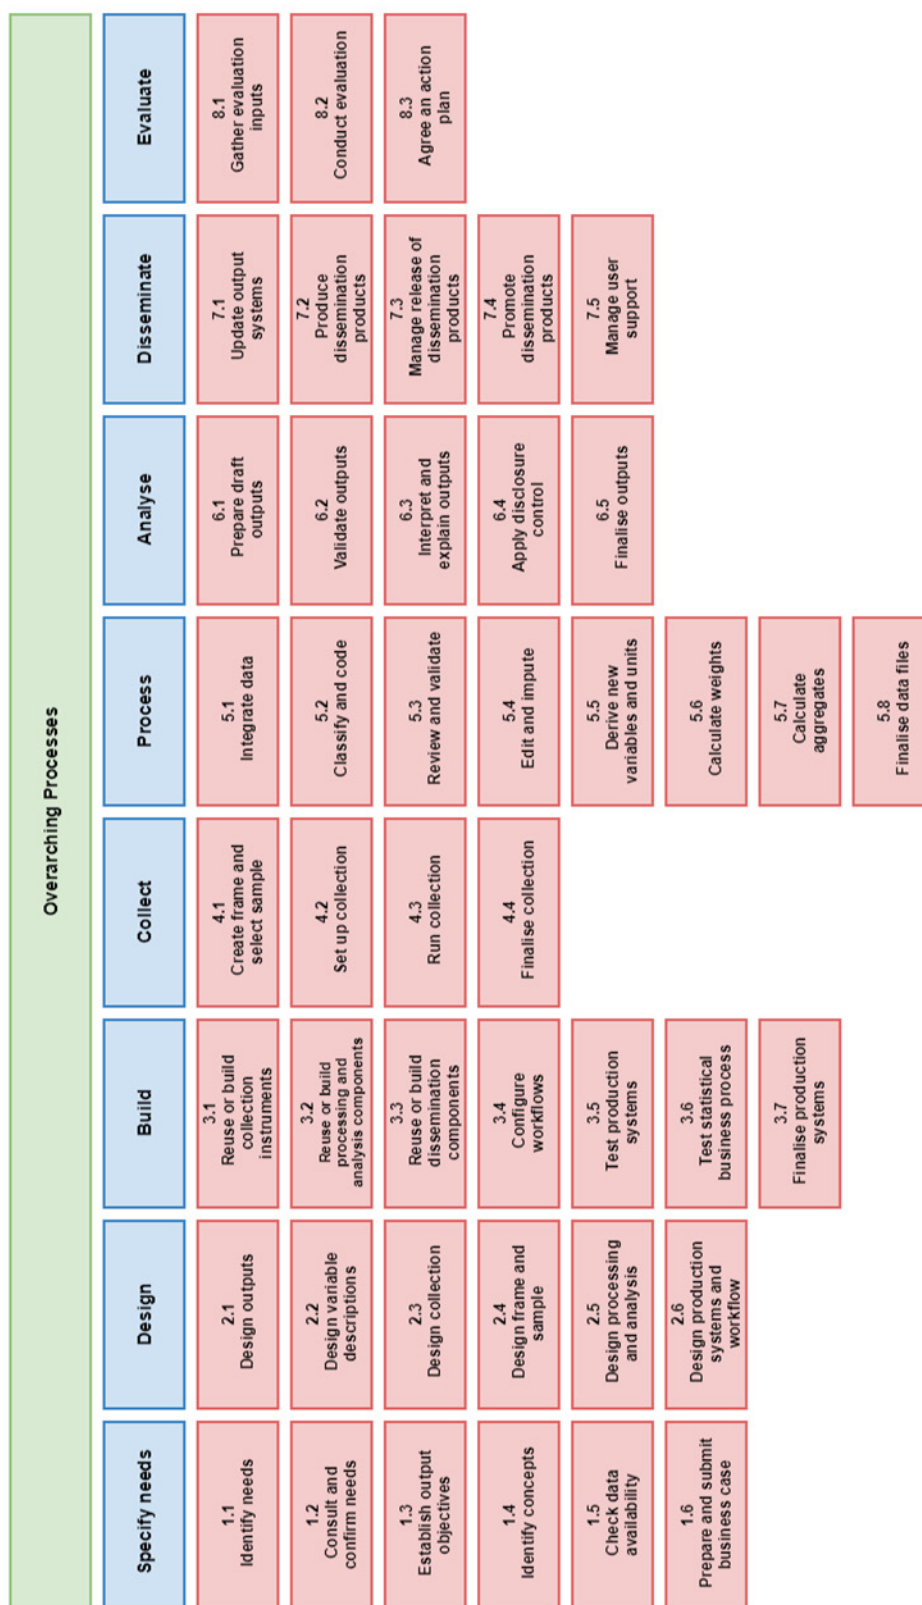 Overarching Processes
Specify needs
1.1
Identify needs
1.2
Consult and
confirm needs
1.3
Establish output
objectives
1.4
Identify concepts
1.5
Check data
availability
1.6
Prepare and submit
business case
Design
2.1
Design outputs
2.2
Design variable
descriptions
2.3
Design collection
2.4
Design frame and
sample
2.5
Design processing
and analysis
2.6
Design production
systems and
workflow
Build
3.1
Reuse or build
collection
instruments
3.2
Reuse or build
processing and
analysis components
3.3
Reuse or build
dissemination
components
3.4
Configure
workflows
3.5
Test production
systems
3.6
Test statistical
business process
3.7
Finalise production
systems
Collect
4.1
Create frame and
select sample
4.2
Set up collection
4.3
Run collection
4.4
Finalise collection
Process
5.1
Integrate data
5.2
Classify and code
5.3
Review and validate
5.4
Edit and impute
5.5
Derive new
variables and units
5.6
Calculate weights
5.7
Calculate
aggregates
5.8
Finalise data files
Analyse
6.1
Prepare draft
outputs
6.2
Validate outputs
6.3
Interpret and
explain outputs
6.4
Apply disclosure
control
6.5
Finalise outputs
Disseminate
7.1
Update output
systems
7.2
Produce
dissemination
products
7.3
Manage release of
dissemination
products
7.4
Promote
dissemination
products
7.5
Manage user
support
Evaluate
8.1
Gather evaluation
inputs
8.2
Conduct evaluation
8.3
Agree an action
plan